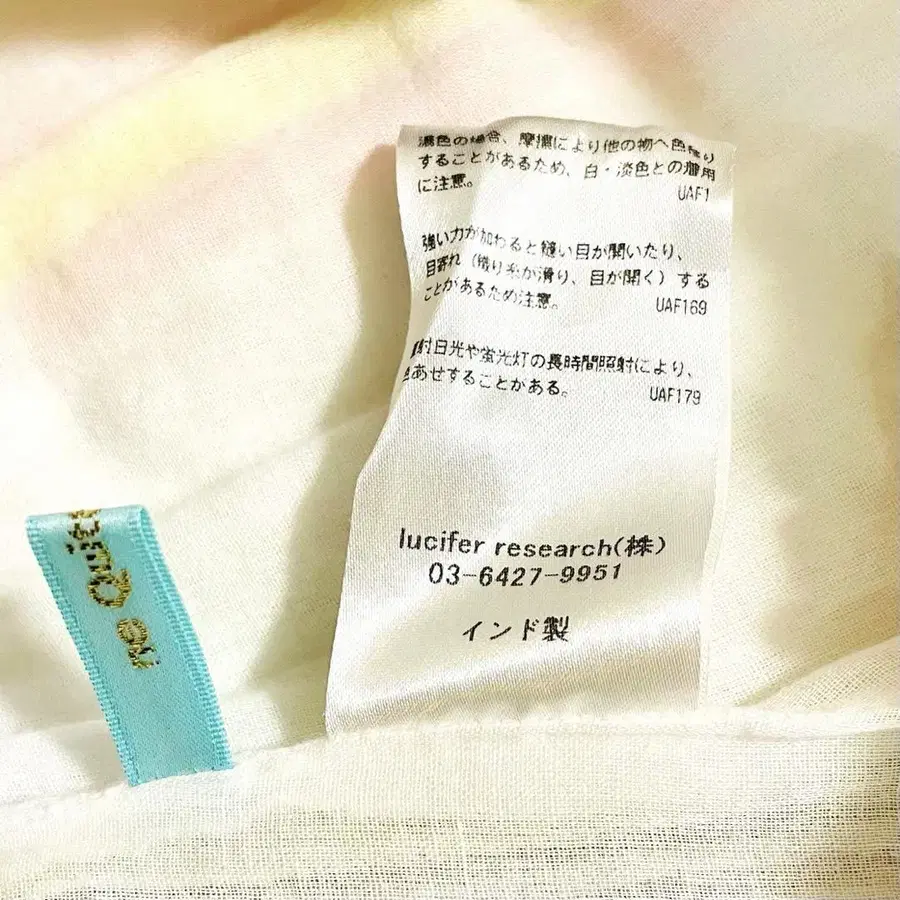 濃色の場合、摩擦により他の物へ色移り
することがあるため、白・淡色との着用
に注意。
UAF1
強い力が加わると縫い目が開いたり、
目寄れ（織り糸が滑り、目が開く）する
ことがあるため注意。
UAF169
射日光や蛍光灯の長時間照射により、
色あせすることがある。
UAF179
lucifer research(株)
03-6427-9951
インド製
ne Quic